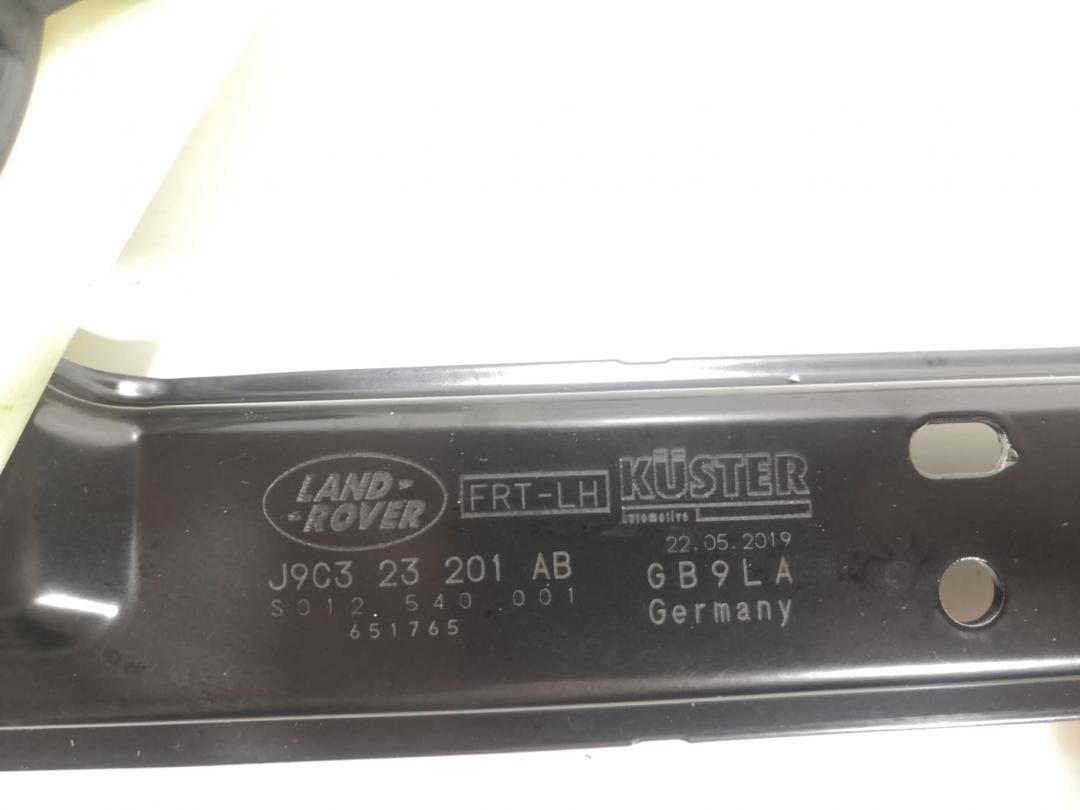 LAND-
-ROVER
FRT-LH
KÜSTER
Automotive
22.05.2019
J9C3 23 201 AB
GB9LA
S012 540 001
Germany
651765